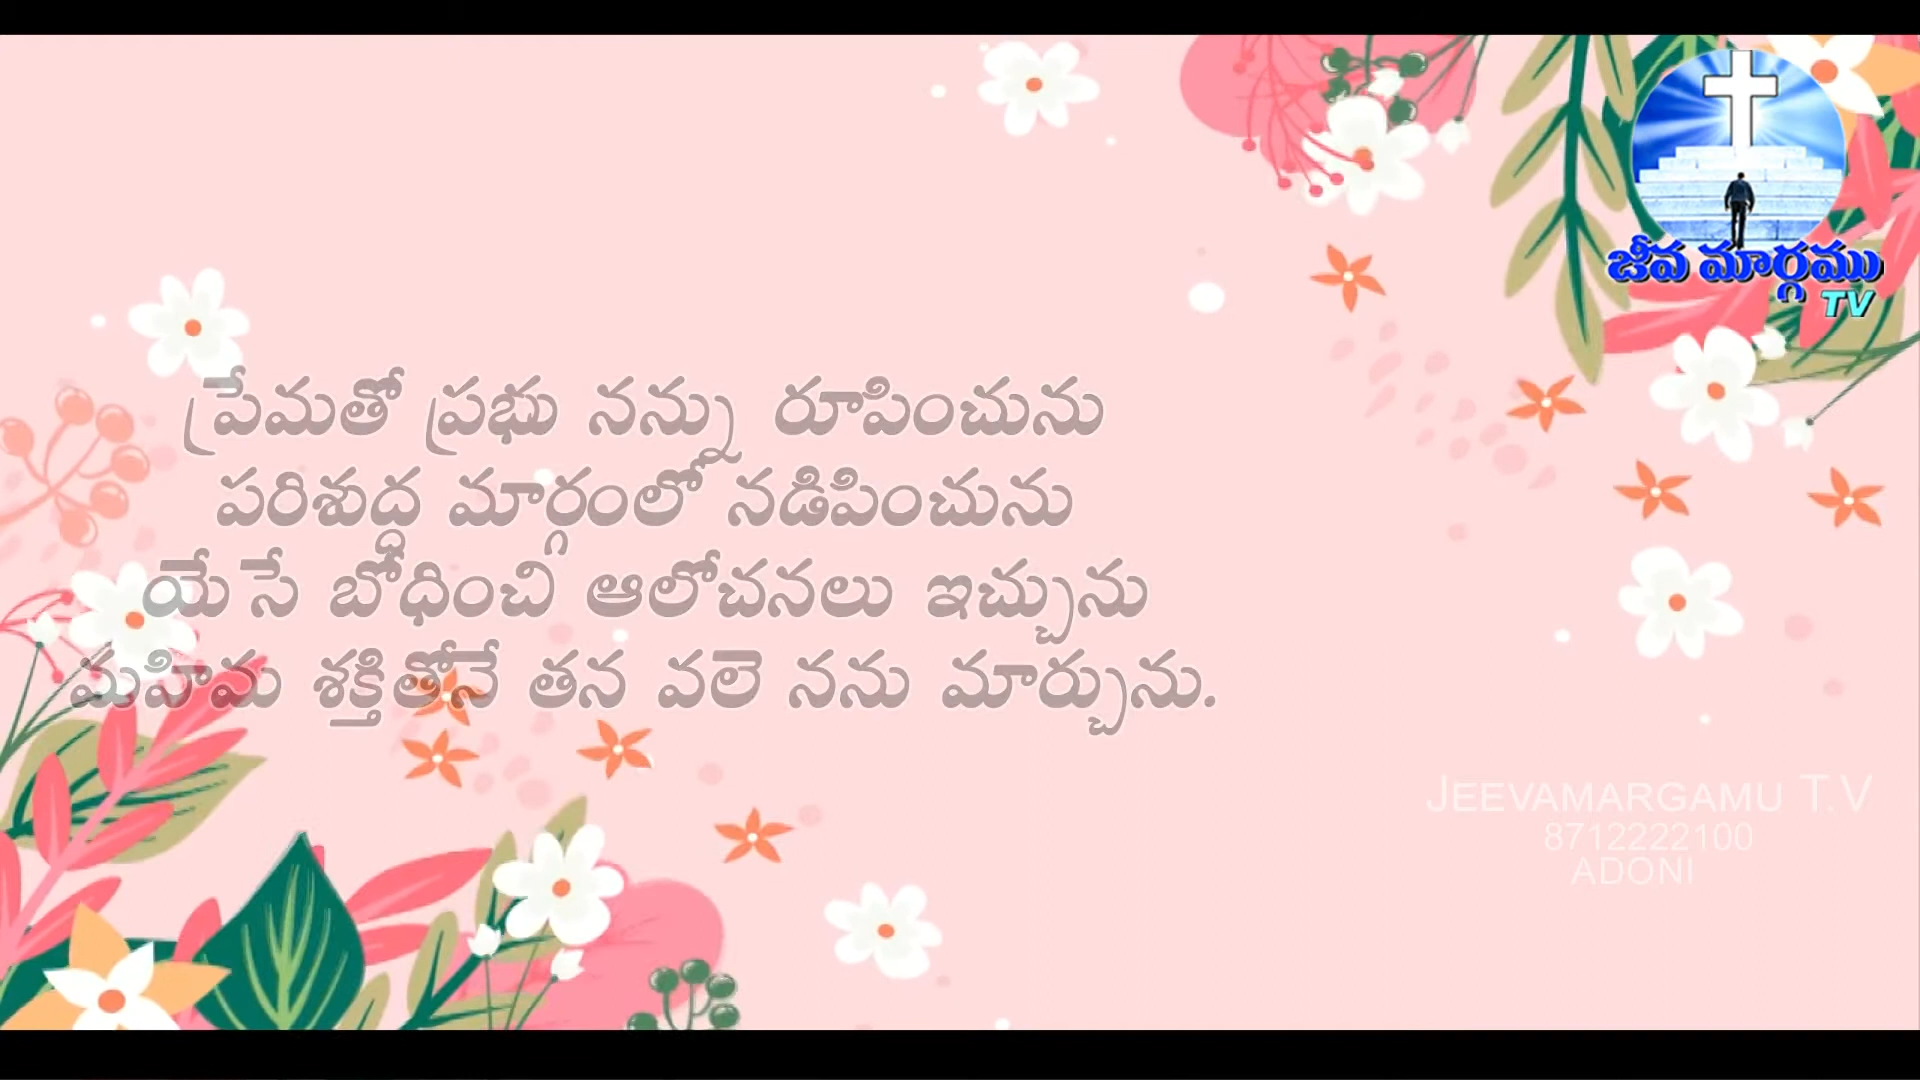 జీవ మార్గము
TV
ప్రేమతో ప్రభు నన్ను రూపించును
పరిశుద్ధ మార్గంలో నడిపించును
యేసే బోధించి ఆలోచనలు ఇచ్చును
మహిమ శక్తితోనే తన వలె నను మార్చును.
JEEVAMARGAMU T.V
8712222100
ADONI